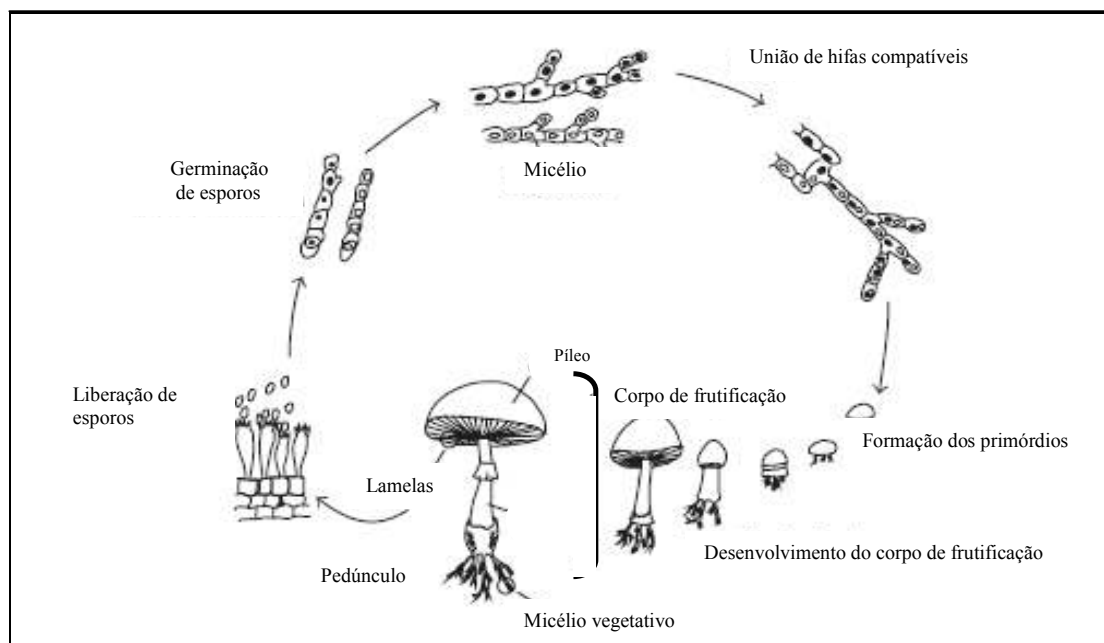 União de hifas compatíveis
Germinação
de esporos
Micélio
Píleo
Liberação de
esporos
Corpo de frutificação
Formação dos primórdios
Lamelas
Desenvolvimento do corpo de frutificação
Pedúnculo
Micélio vegetativo